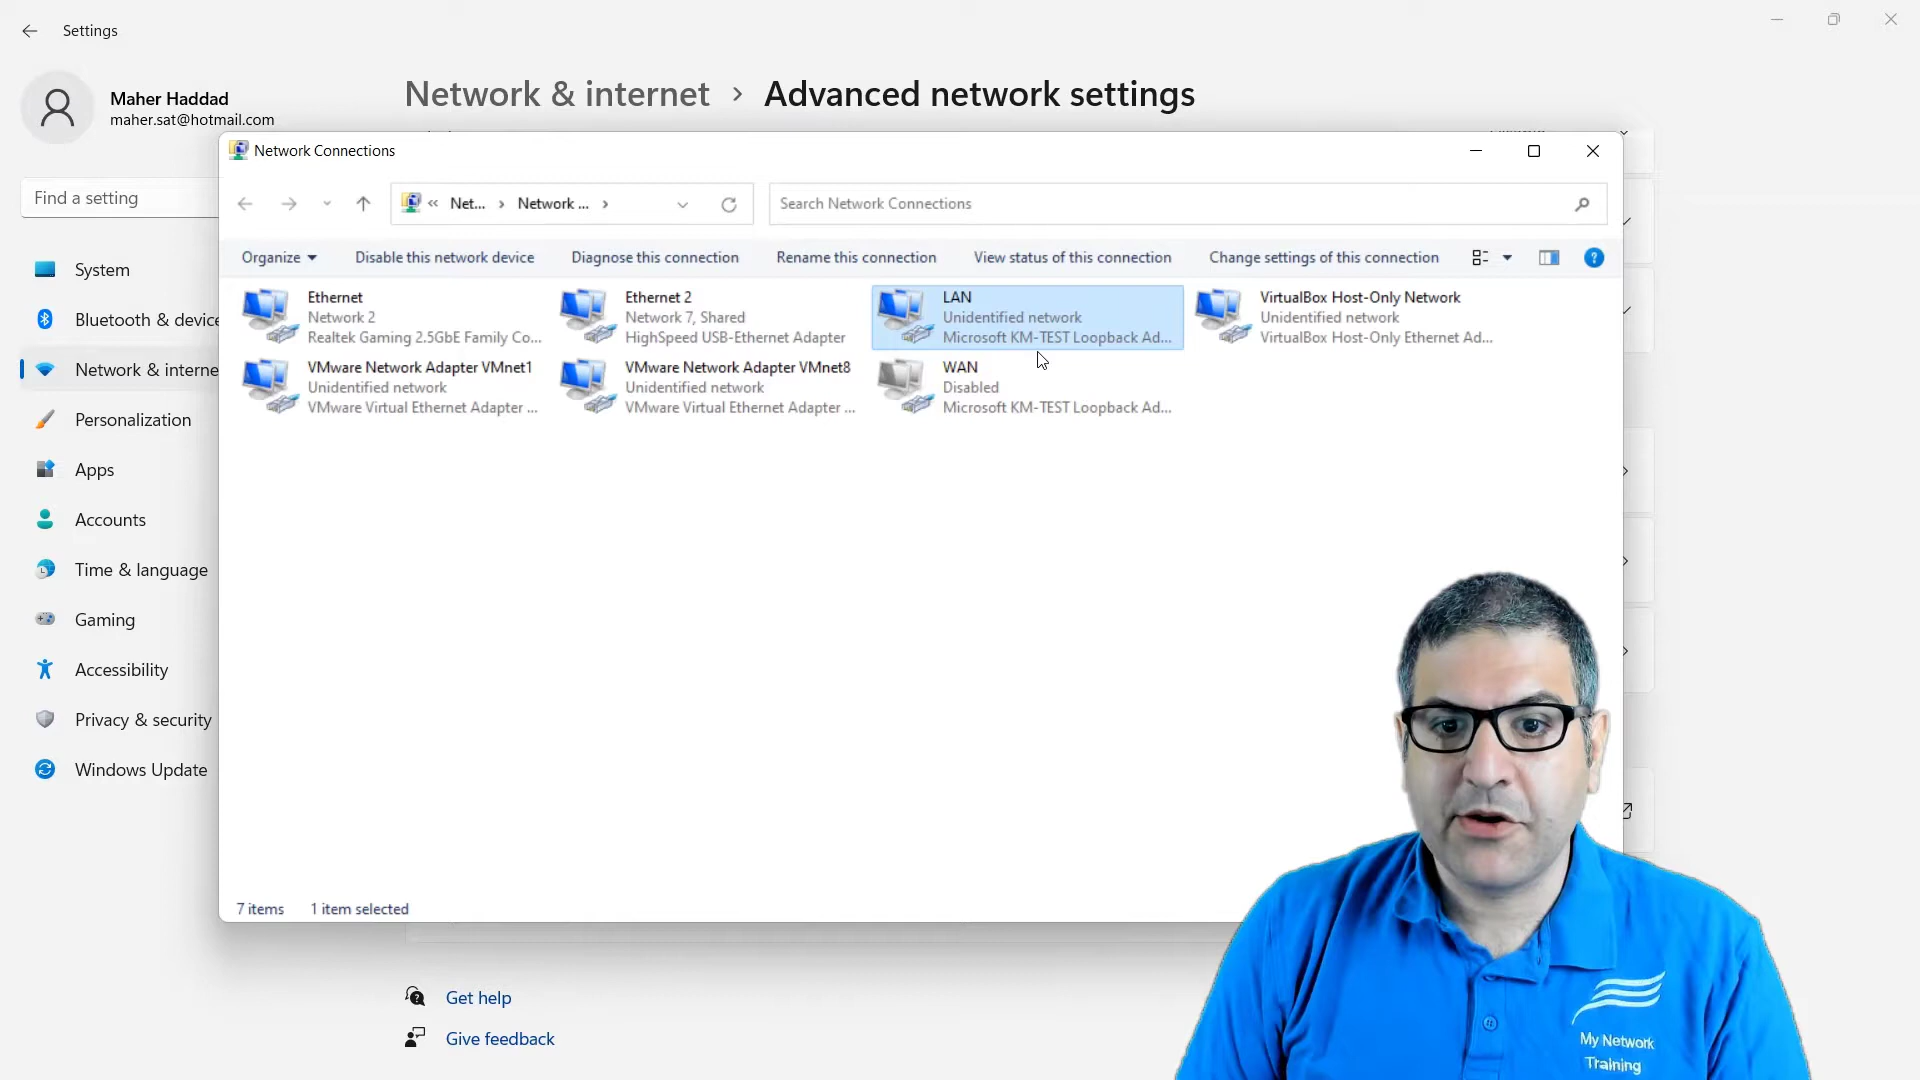 Settings
Maher Haddad
maher.sat@hotmail.com
Find a setting
System
Bluetooth & device
Network & interne
Personalization
Apps
Accounts
Time & language
Gaming
Accessibility
Privacy & security
Windows Update
Network & internet > Advanced network settings
Network Connections
« Net... > Network ... >
Search Network Connections
Organize
Disable this network device
Diagnose this connection
Rename this connection
View status of this connection
Change settings of this connection
Ethernet
Network 2
Realtek Gaming 2.5GbE Family Co...
Ethernet 2
Network 7, Shared
HighSpeed USB-Ethernet Adapter
LAN
Unidentified network
Microsoft KM-TEST Loopback Ad...
VirtualBox Host-Only Network
Unidentified network
VirtualBox Host-Only Ethernet Ad...
VMware Network Adapter VMnet1
Unidentified network
VMware Virtual Ethernet Adapter ...
VMware Network Adapter VMnet8
Unidentified network
VMware Virtual Ethernet Adapter ...
WAN
Disabled
Microsoft KM-TEST Loopback Ad...
7 items
1 item selected
Get help
Give feedback
My Network
Training